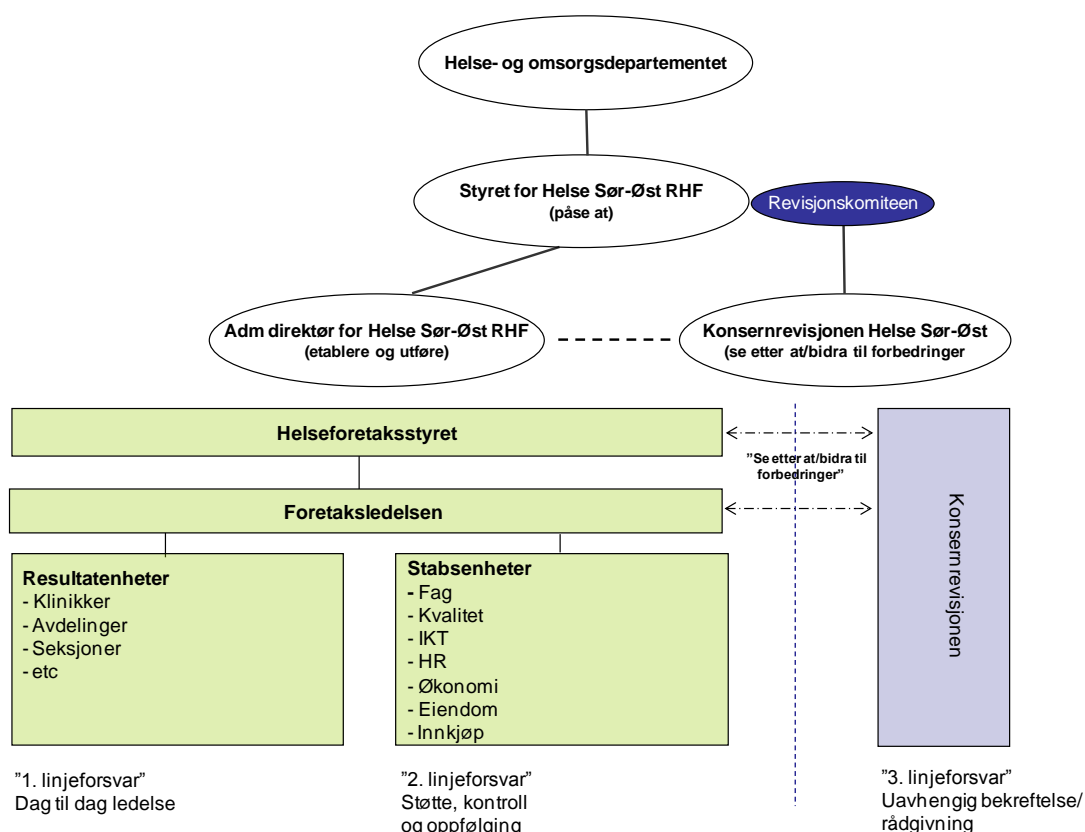 Helse- og omsorgsdepartementet
Styret for Helse Sør-Øst RHF
(påse at)
Revisjonskomiteen
Adm direktør for Helse Sør-Øst RHF
(etablere og utføre)
Konsernrevisjonen Helse Sør-Øst
(se etter at/bidra til forbedringer
Helseforetaksstyret
"Se etter at/bidra til
forbedringer"
Foretaksledelsen
Konsernrevisjonen
Resultatenheter
- Klinikker
- Avdelinger
- Seksjoner
- etc
Stabsenheter
- Fag
- Kvalitet
- IKT
- HR
- Økonomi
- Eiendom
- Innkjøp
"1. linjeforsvar"
Dag til dag ledelse
"2. linjeforsvar"
Støtte, kontroll
og oppfølging
"3. linjeforsvar"
Uavhengig bekreftelse/
rådgivning